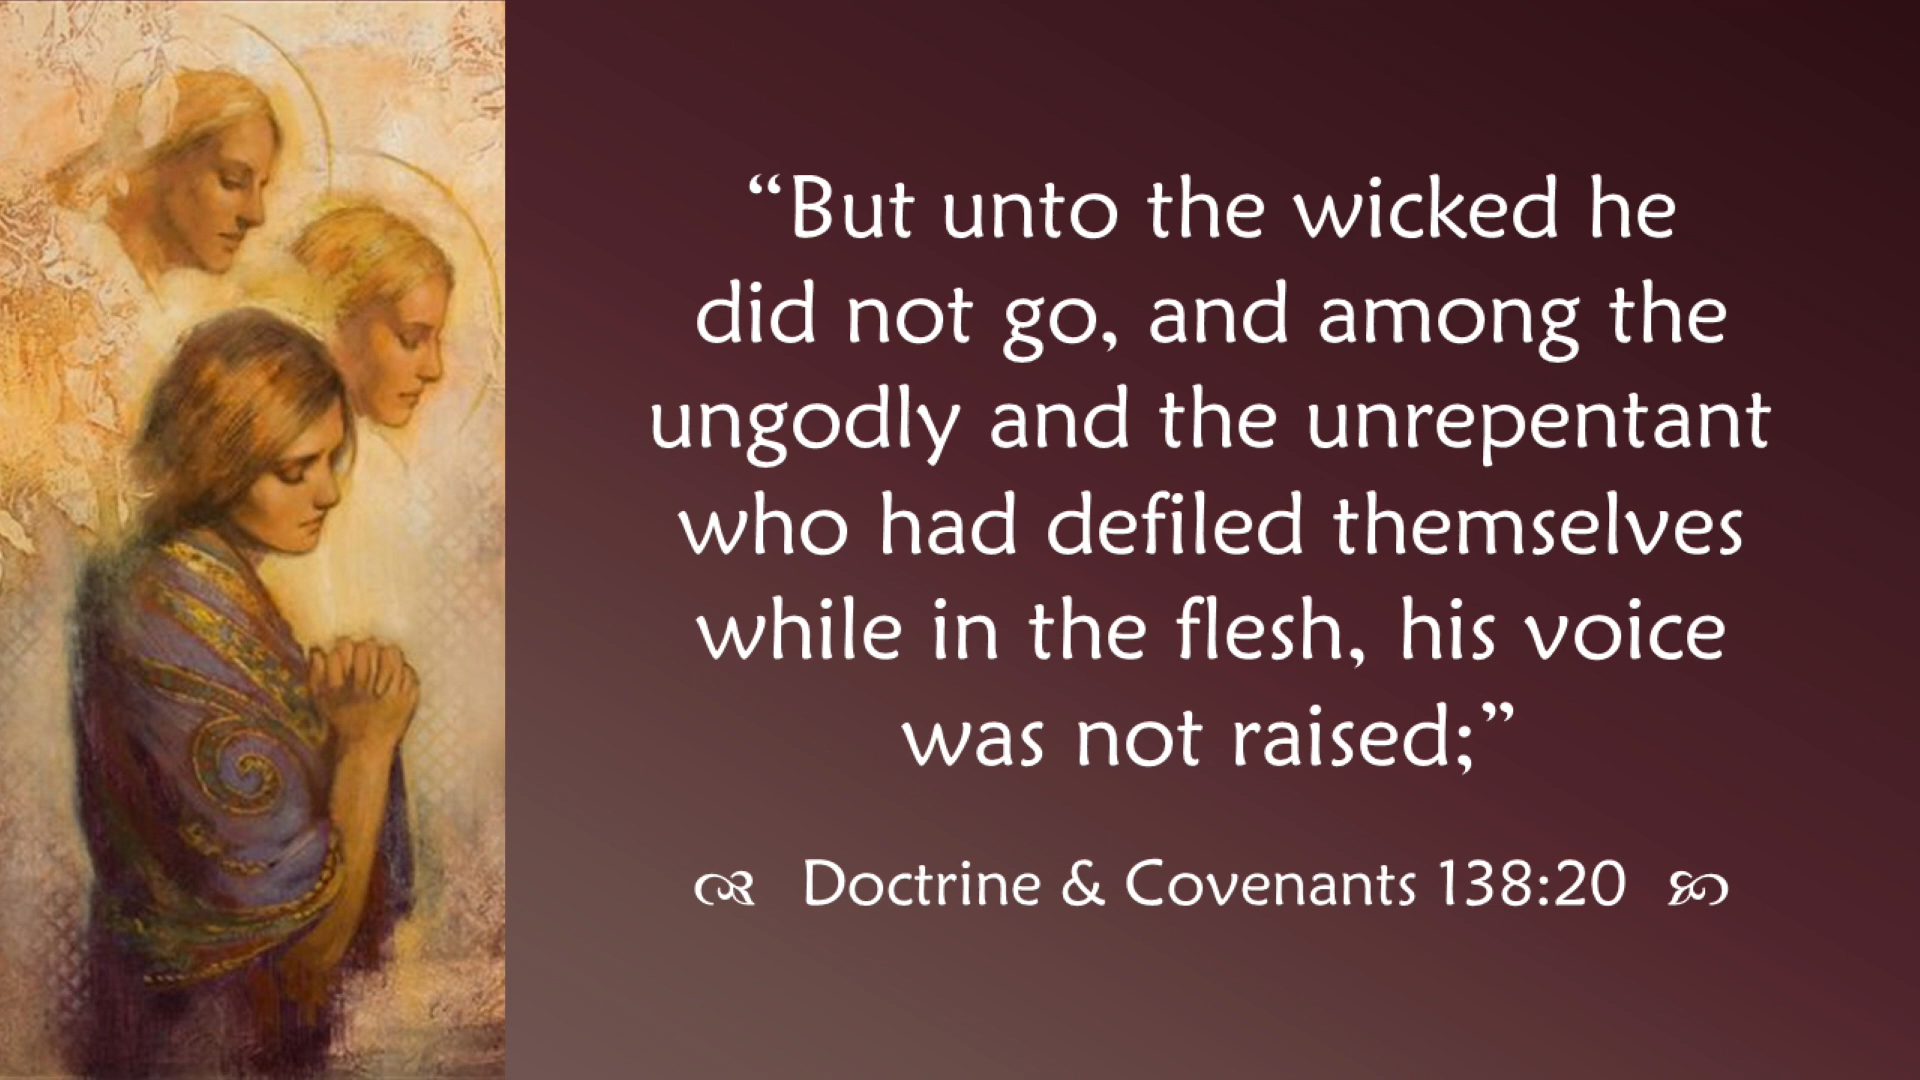 “But unto the wicked he
did not go, and among the
ungodly and the unrepentant
who had defiled themselves
while in the flesh, his voice
was not raised;”
Doctrine & Covenants 138:20